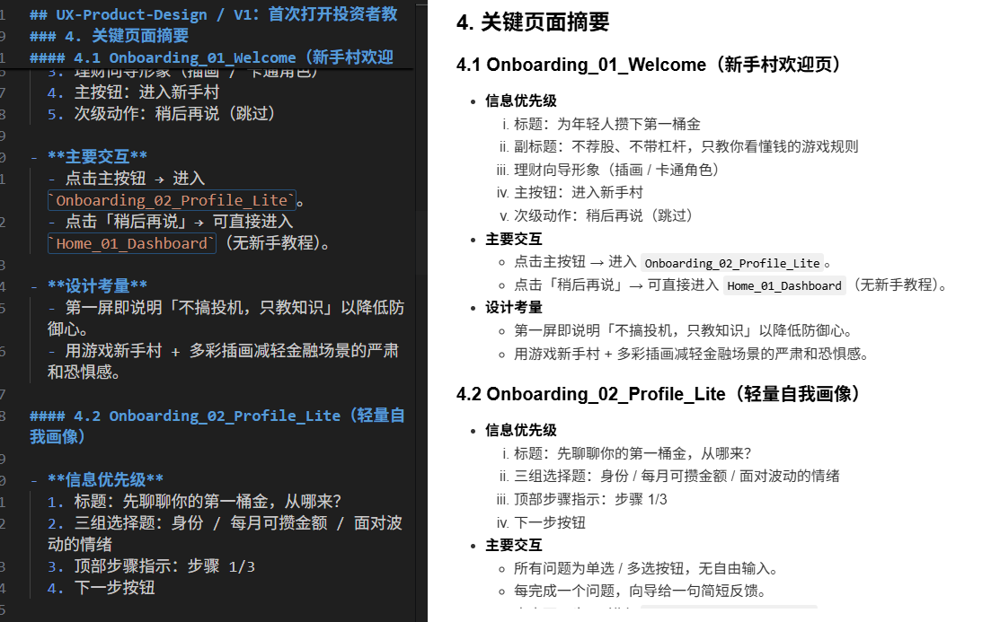 ## UX-Product-Design / V1：首次打开投资者教
### 4. 关键页面摘要
#### 4.1 Onboarding_01_Welcome（新手村欢迎
3. 理财向导形象（插画 / 卡通角色）
4. 主按钮：进入新手村
5. 次级动作：稍后再说（跳过）
- **主要交互**
- 点击主按钮 → 进入
`Onboarding_02_Profile_Lite`。
- 点击「稍后再说」→ 可直接进入
`Home_01_Dashboard`（无新手教程）。
- **设计考量**
- 第一屏即说明「不搞投机，只教知识」以降低防
御心。
- 用游戏新手村 + 多彩插画减轻金融场景的严肃
和恐惧感。
#### 4.2 Onboarding_02_Profile_Lite（轻量自
我画像）
- **信息优先级**
1. 标题：先聊聊你的第一桶金，从哪来？
2. 三组选择题：身份 / 每月可攒金额 / 面对波
动的情绪
3. 顶部步骤指示：步骤 1/3
4. 下一步按钮
4. 关键页面摘要
4.1 Onboarding_01_Welcome（新手村欢迎页）
• 信息优先级
i. 标题：为年轻人攒下第一桶金
ii. 副标题：不荐股、不带杠杆，只教你看懂钱的游戏规则
iii. 理财向导形象（插画 / 卡通角色）
iv. 主按钮：进入新手村
v. 次级动作：稍后再说（跳过）
• 主要交互
◦ 点击主按钮 → 进入 Onboarding_02_Profile_Lite 。
◦ 点击「稍后再说」→ 可直接进入 Home_01_Dashboard （无新手教程）。
• 设计考量
◦ 第一屏即说明「不搞投机，只教知识」以降低防御心。
◦ 用游戏新手村 + 多彩插画减轻金融场景的严肃和恐惧感。
4.2 Onboarding_02_Profile_Lite（轻量自我画像）
• 信息优先级
i. 标题：先聊聊你的第一桶金，从哪来？
ii. 三组选择题：身份 / 每月可攒金额 / 面对波动的情绪
iii. 顶部步骤指示：步骤 1/3
iv. 下一步按钮
• 主要交互
◦ 所有问题为单选 / 多选按钮，无自由输入。
◦ 每完成一个问题，向导给一句简短反馈。